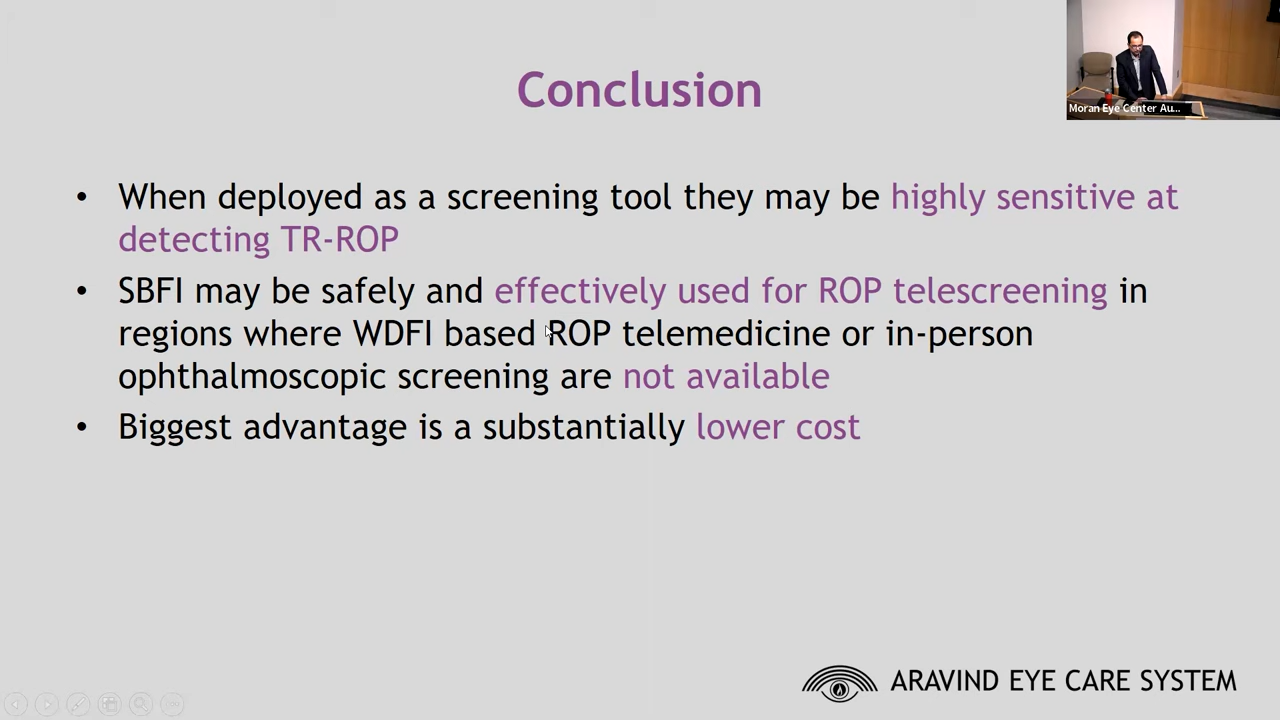 Conclusion
Moran Eye Center Au...
• When deployed as a screening tool they may be highly sensitive at
detecting TR-ROP
• SBFI may be safely and effectively used for ROP telescreening in
regions where WDFI based ROP telemedicine or in-person
ophthalmoscopic screening are not available
• Biggest advantage is a substantially lower cost
ARAVIND EYE CARE SYSTEM